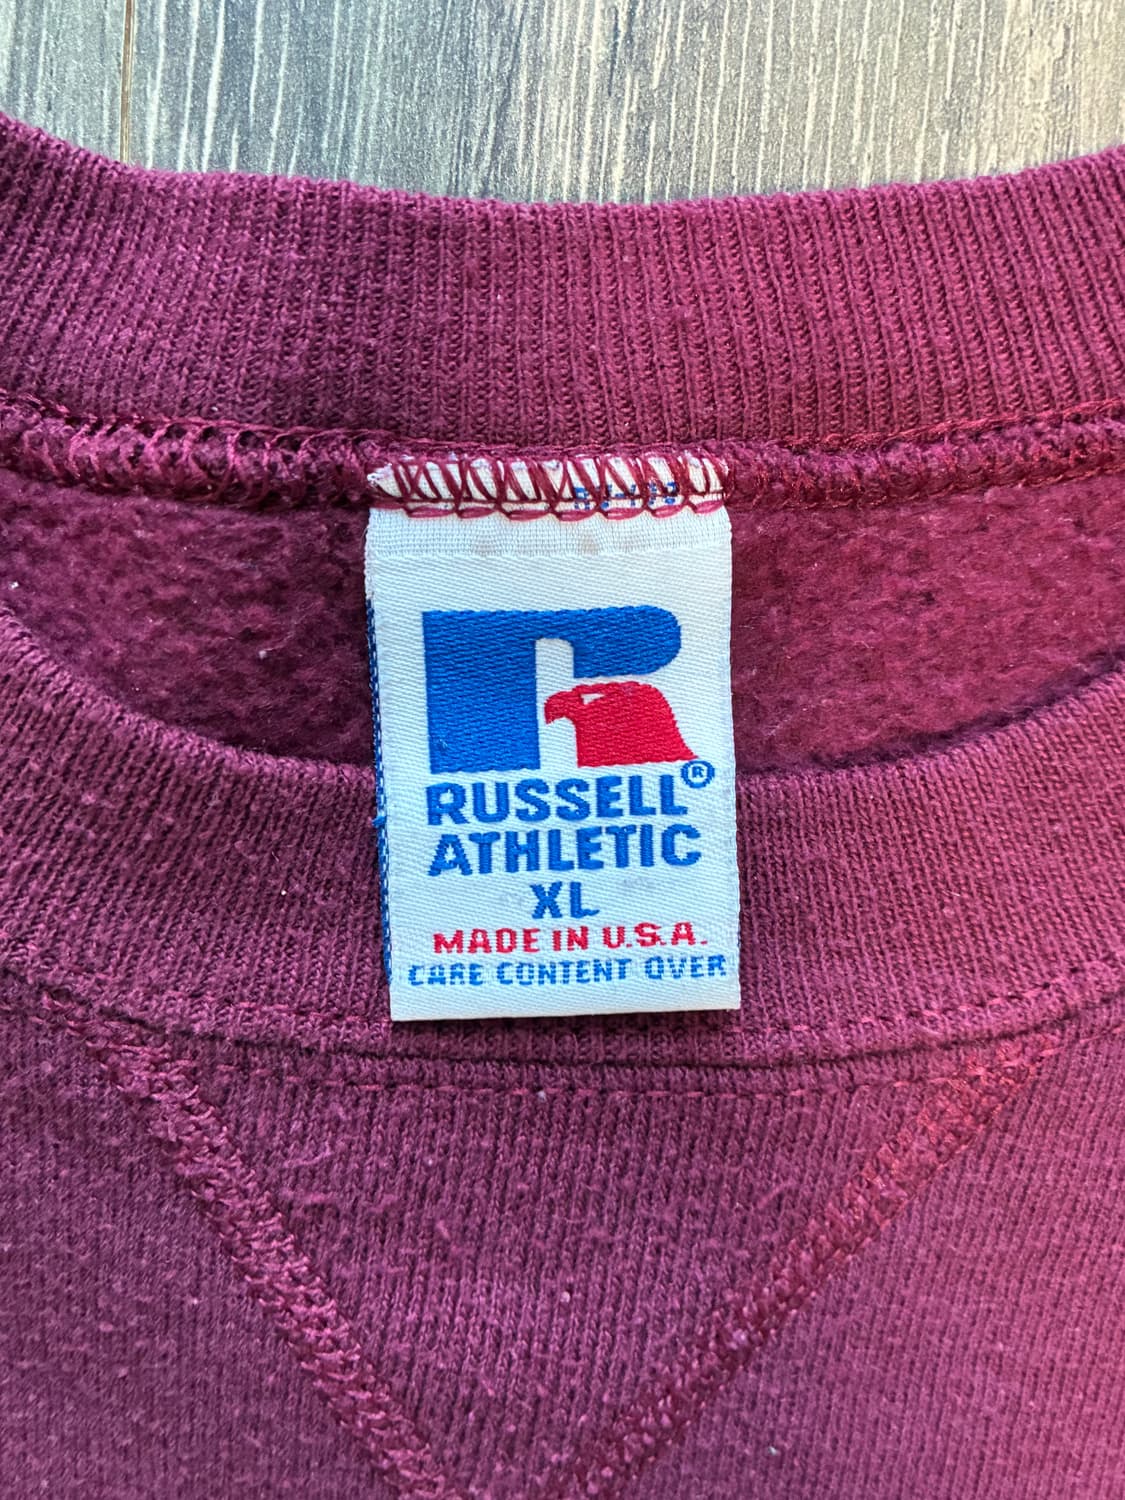 RUSSELL®
ATHLETIC
XL
MADE IN U.S.A.
CARE CONTENT OVER